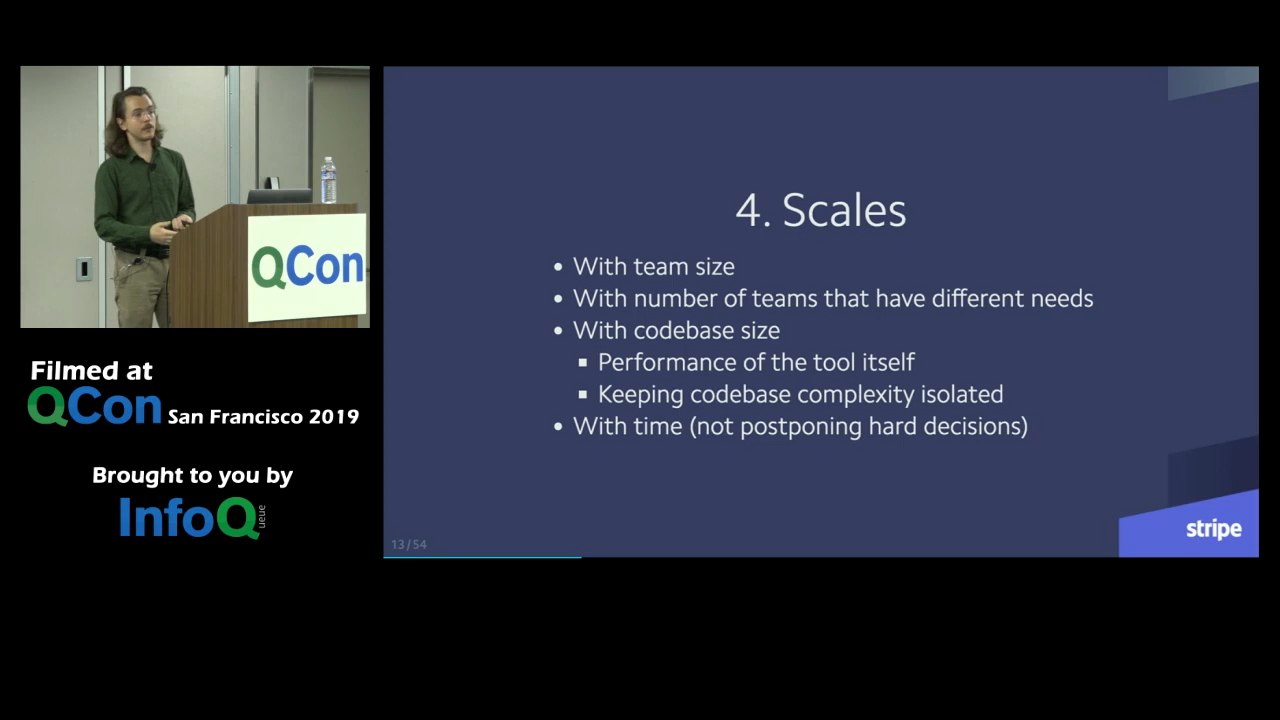 QCon
Filmed at
QCon San Francisco 2019
Brought to you by
InfoQ
ueue
4. Scales
• With team size
• With number of teams that have different needs
• With codebase size
▪ Performance of the tool itself
▪ Keeping codebase complexity isolated
• With time (not postponing hard decisions)
13/54
stripe